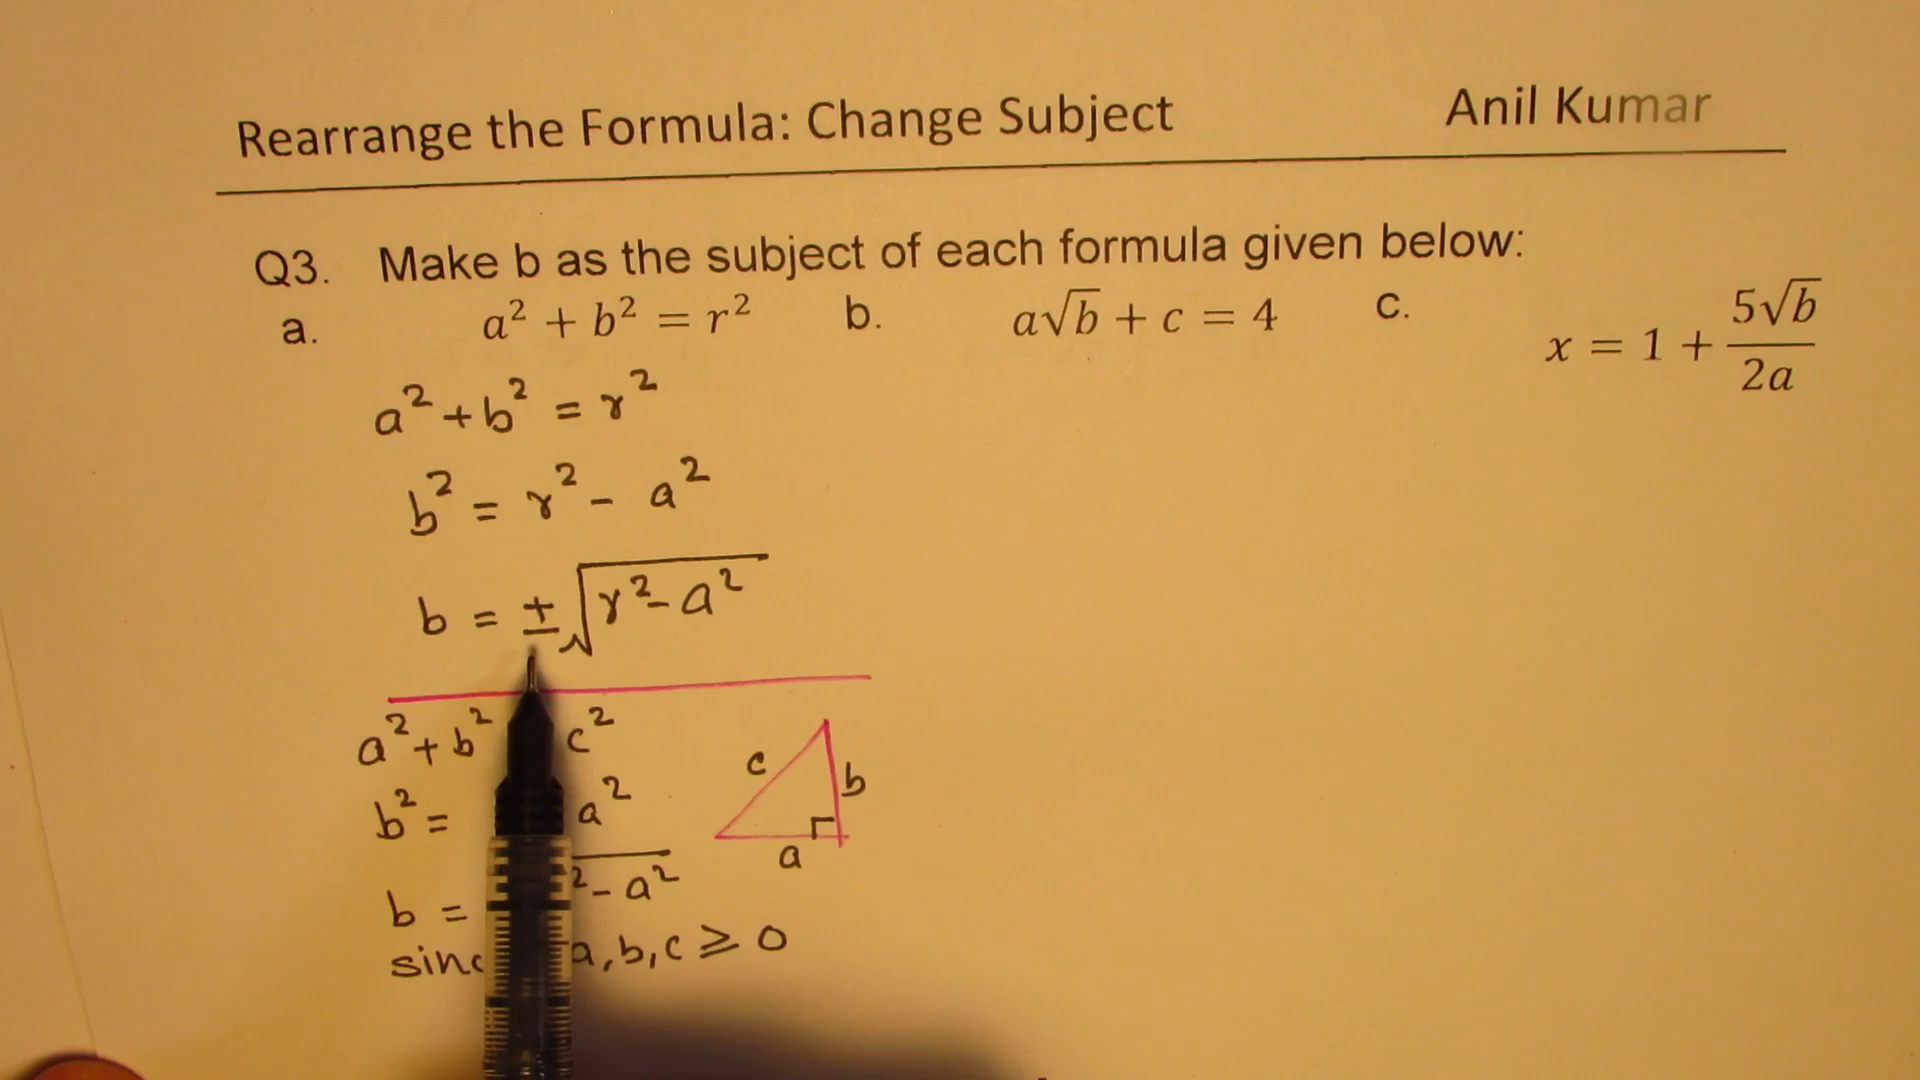 Rearrange the Formula: Change Subject Anil Kumar
Q3. Make b as the subject of each formula given below:
a. a² + b² = r² b. a√b + c = 4 c. x = 1 + 5√b / 2a
a² + b² = r²
b² = r² - a²
b = ± √(r² - a²)
a² + b² c²
b² = a²
b = ² - a²
a, b, c ≥ 0
c
b
a